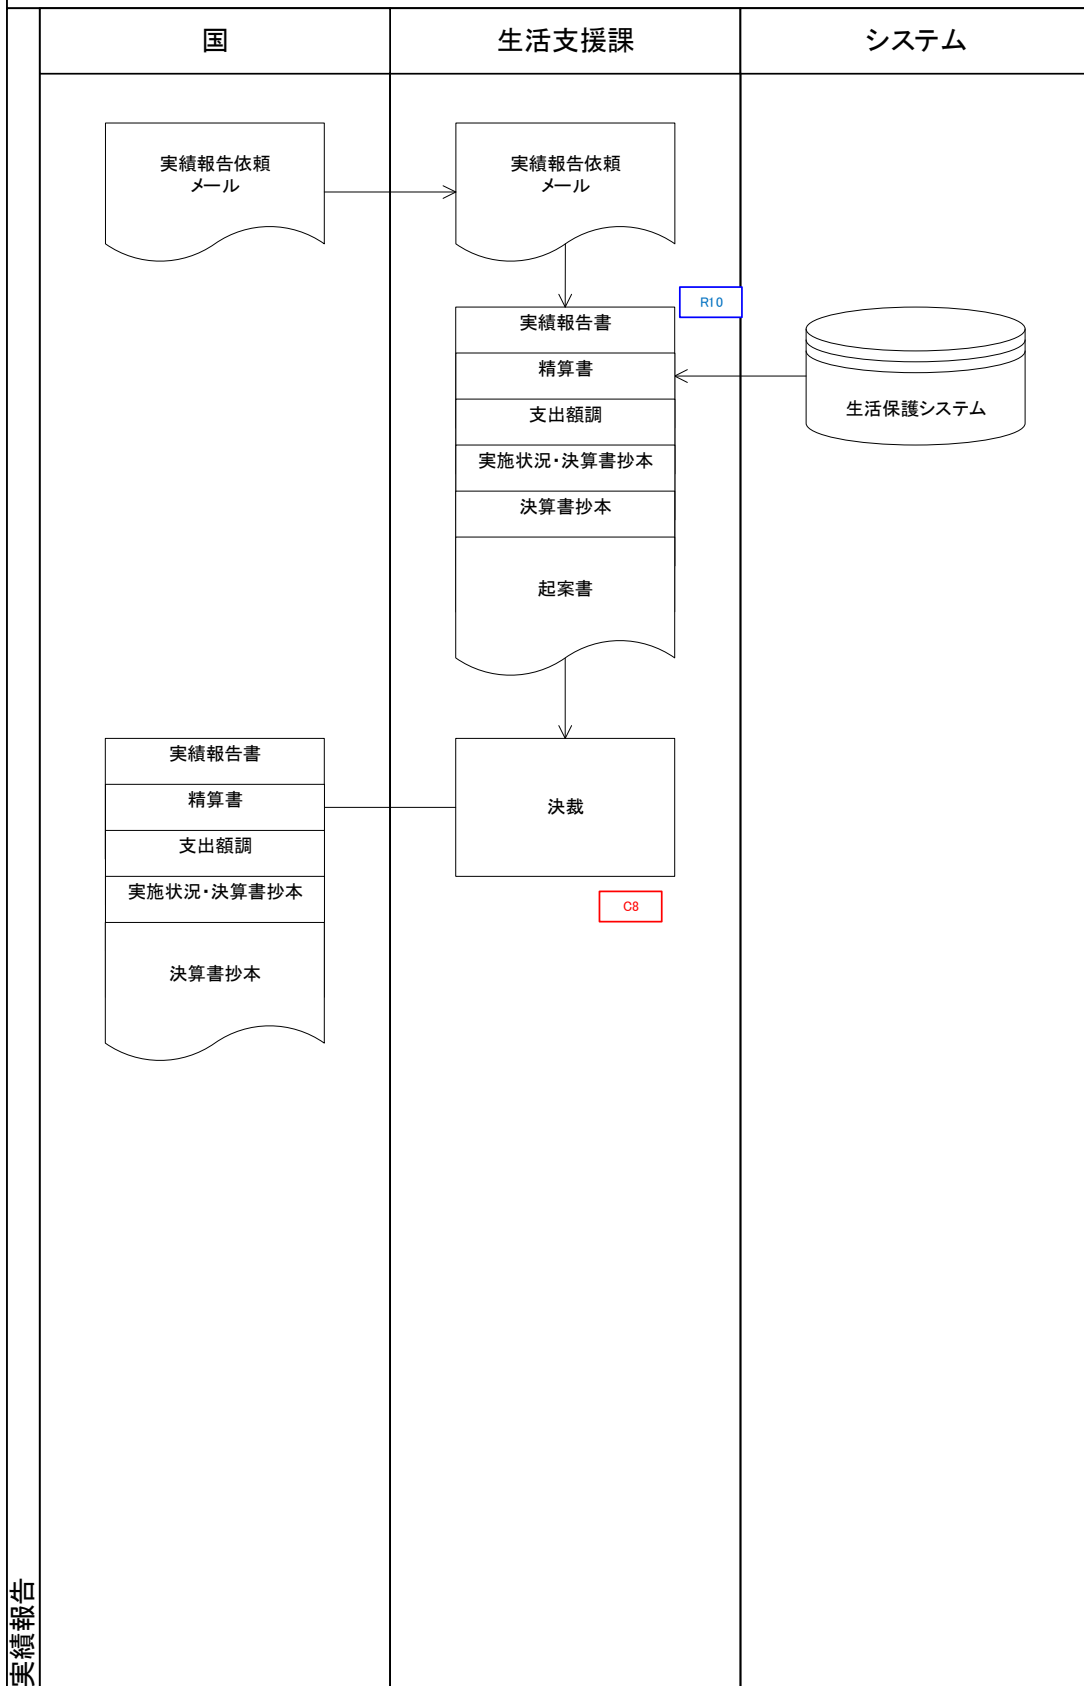 国
生活支援課
システム
実績報告依頼
メール
実績報告依頼
メール
R10
実績報告書
精算書
支出額調
実施状況・決算書抄本
決算書抄本
起案書
生活保護システム
実績報告書
精算書
支出額調
実施状況・決算書抄本
決算書抄本
決裁
C8
実績報告